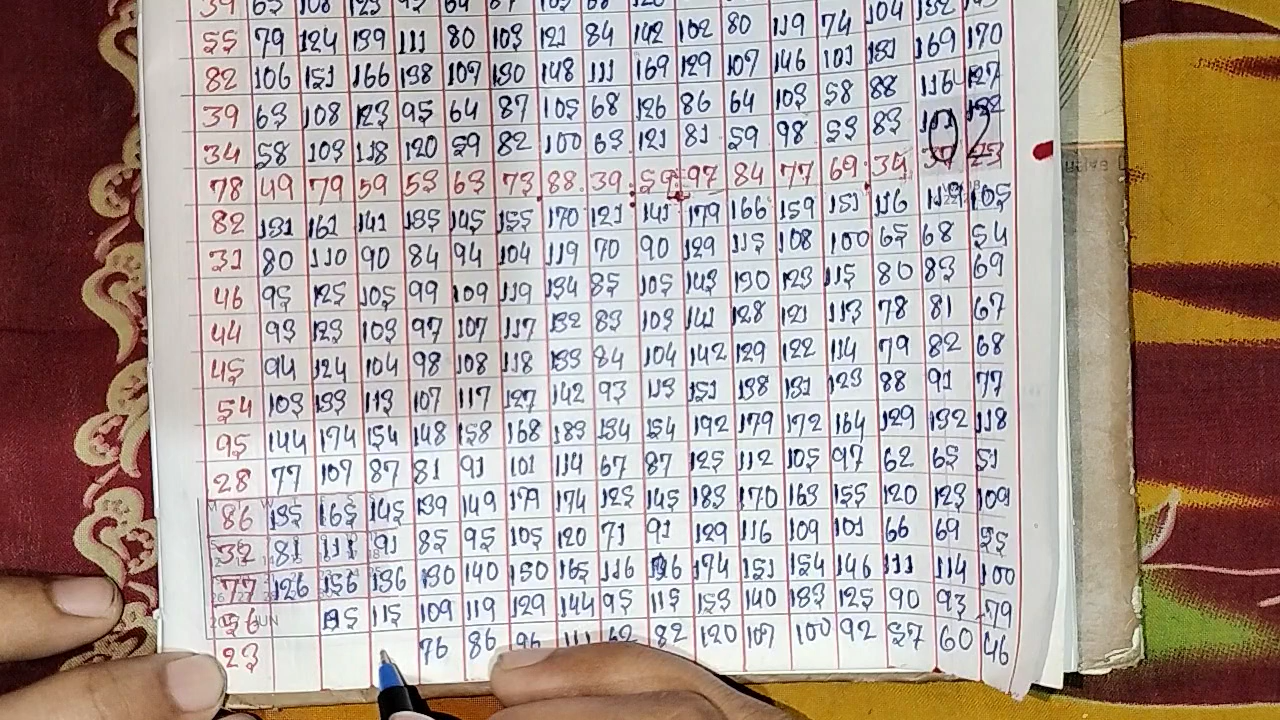 55 79 124 139 111 80 103 121 84 142 102 80 119 74 104 132
82 106 151 166 138 107 130 148 111 169 129 107 146 101 131 169 170
39 63 108 123 95 64 87 105 68 126 86 64 103 58 88 116 127
34 58 103 118 120 59 82 100 63 121 81 59 98 53 83
78 49 79 59 53 63 73 88 39 59 97 84 77 69 34
82 131 161 141 135 145 155 170 121 141 179 166 159 151 116 119 105
31 80 110 90 84 94 104 119 70 90 129 115 108 100 65 68 54
46 95 125 105 99 109 119 134 85 105 143 130 123 115 80 83 69
44 93 123 103 97 107 117 132 83 103 141 128 121 113 78 81 67
45 94 124 104 98 108 118 133 84 104 142 129 122 114 79 82 68
54 103 133 113 107 117 127 142 93 113 151 138 131 123 88 91 77
95 144 174 154 148 158 168 183 134 154 192 179 172 164 129 132 118
28 77 107 87 81 91 101 114 67 87 125 112 105 97 62 65 51
86 135 165 145 139 149 179 174 123 145 183 170 163 155 120 123 109
32 81 111 91 85 95 105 120 71 91 129 116 109 101 66 69 55
77 126 156 136 130 140 150 165 116 174 151 154 146 111 114 100
56 115 109 119 129 144 95 115 153 140 183 125 90 93 79
23 76 86 96 111 62 82 120 107 100 92 57 60 46